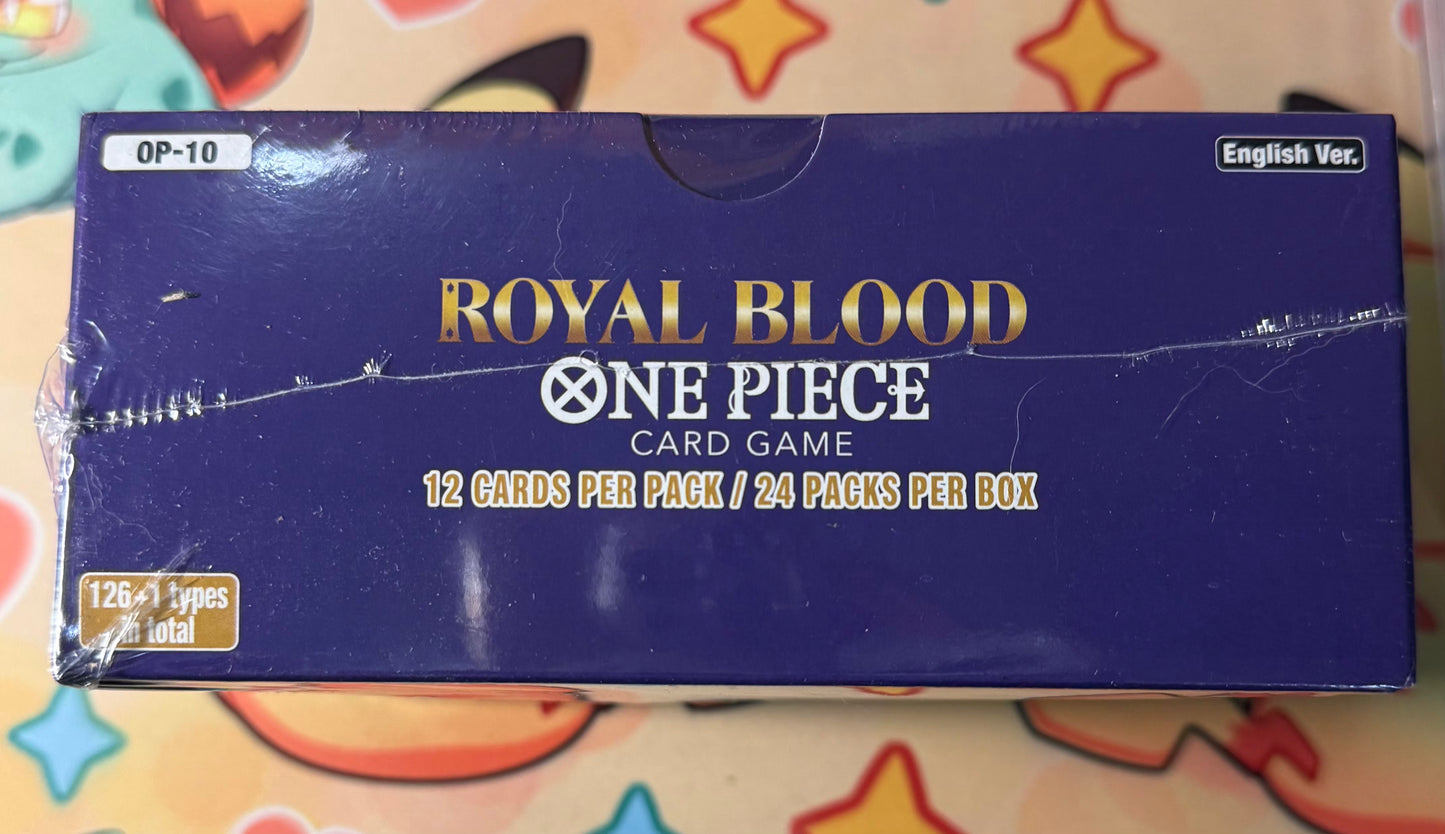 OP-10
English Ver.
ROYAL BLOOD
ONE PIECE
CARD GAME
12 CARDS PER PACK / 24 PACKS PER BOX
126+1 types
in total